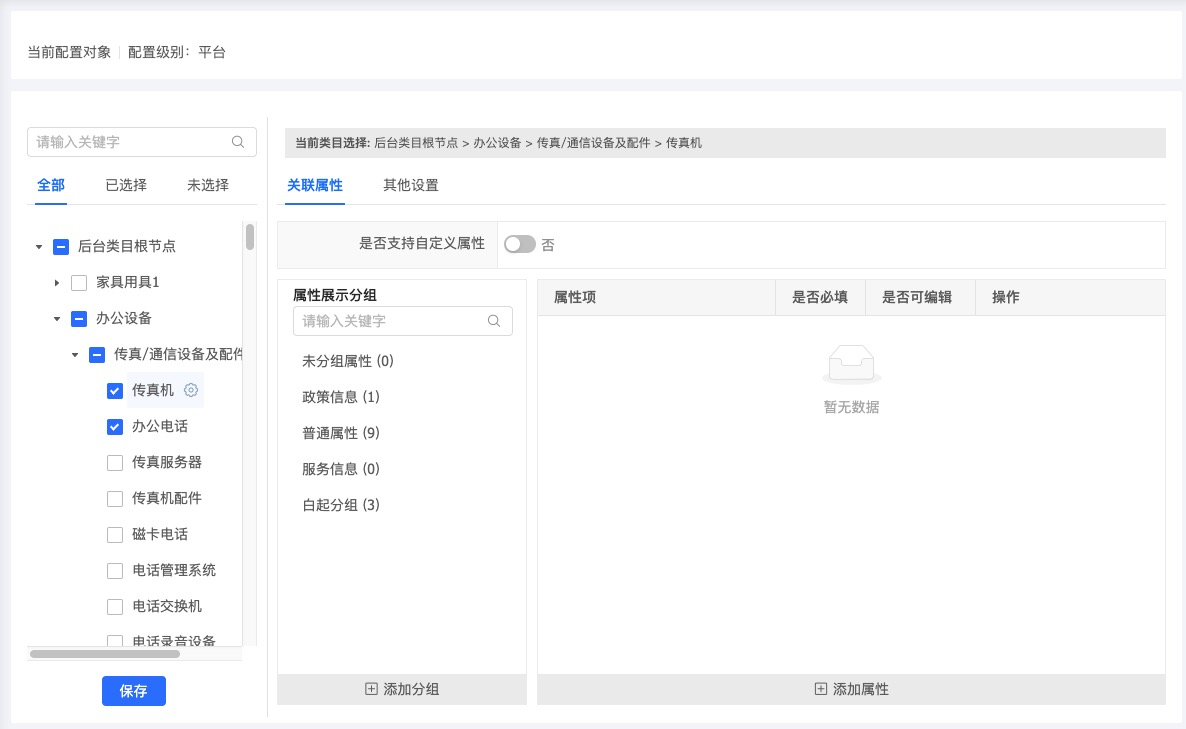 当前配置对象 配置级别：平台
请输入关键字
全部 已选择 未选择
后台类目根节点
家具用具1
办公设备
传真/通信设备及配件
传真机
办公电话
传真服务器
传真机配件
磁卡电话
电话管理系统
电话交换机
电话录音设备
保存
当前类目选择: 后台类目根节点 > 办公设备 > 传真/通信设备及配件 > 传真机
关联属性 其他设置
是否支持自定义属性 否
属性展示分组
请输入关键字
未分组属性 (0)
政策信息 (1)
普通属性 (9)
服务信息 (0)
白起分组 (3)
添加分组
属性项 是否必填 是否可编辑 操作
暂无数据
添加属性